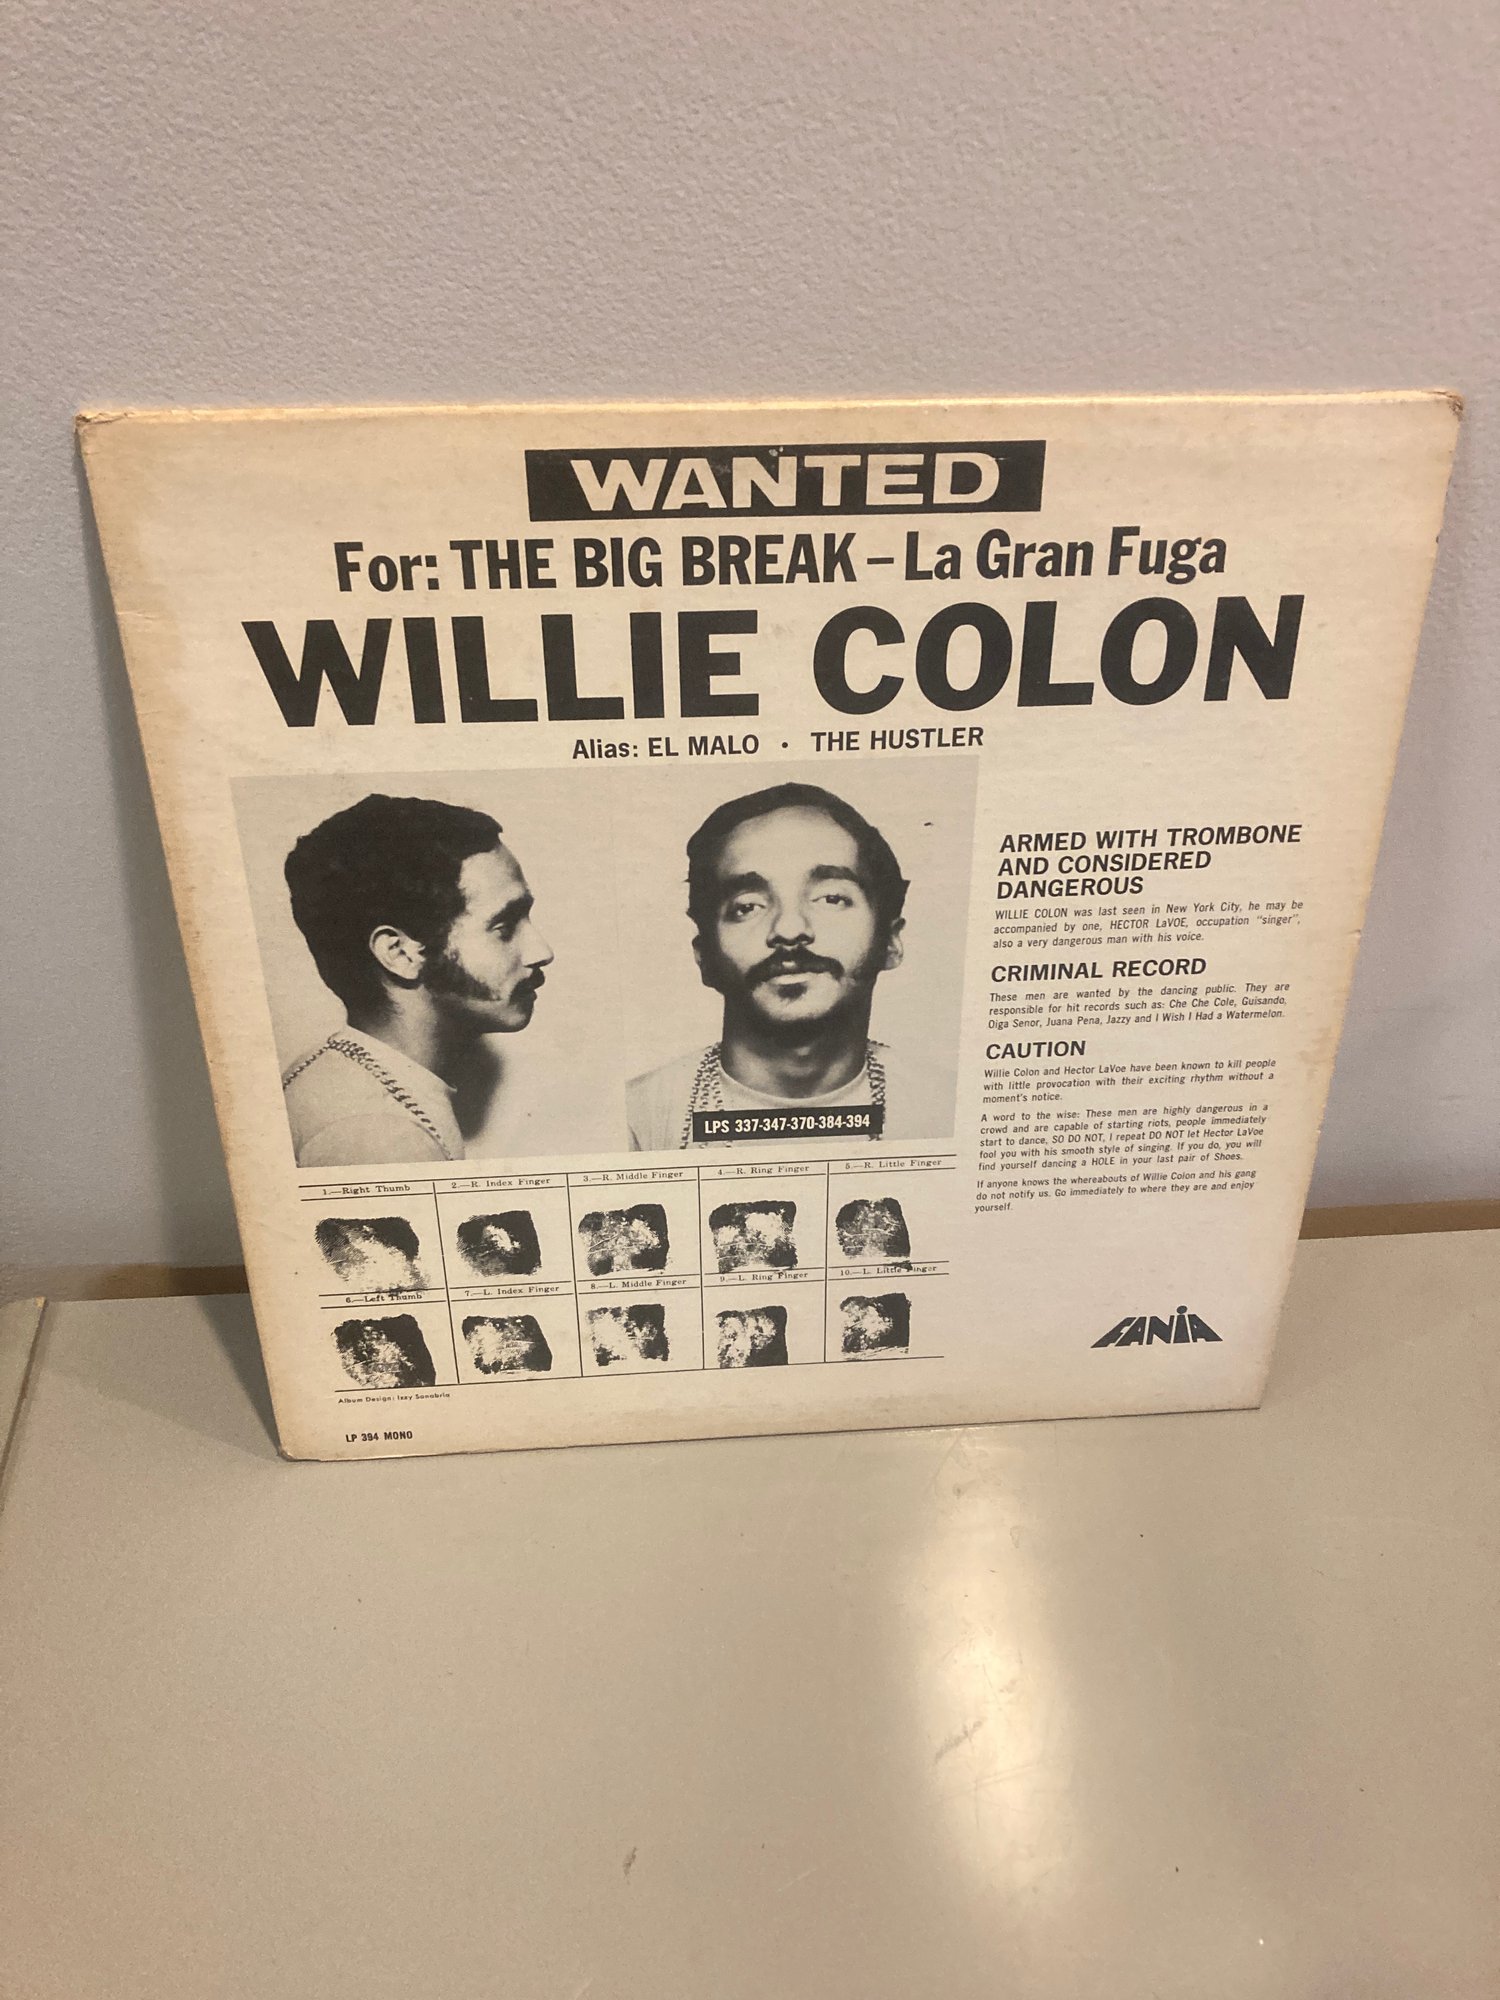 WANTED
For: THE BIG BREAK – La Gran Fuga
WILLIE COLON
Alias: EL MALO • THE HUSTLER
LPS 337-347-370-384-394
ARMED WITH TROMBONE
AND CONSIDERED
DANGEROUS
WILLIE COLON was last seen in New York City, he may be
accompanied by one, HECTOR LaVOE, occupation "singer",
also a very dangerous man with his voice.
CRIMINAL RECORD
These men are wanted by the dancing public. They are
responsible for hit records such as: Che Che Cole, Guisando,
Oiga Senor, Juana Pena, Jazzy and I Wish I Had a Watermelon.
CAUTION
Willie Colon and Hector LaVoe have been known to kill people
with little provocation with their exciting rhythm without a
moment's notice.
A word to the wise: These men are highly dangerous in a
crowd and are capable of starting riots, people immediately
start to dance, SO DO NOT, I repeat DO NOT let Hector LaVoe
fool you with his smooth style of singing. If you do, you will
find yourself dancing a HOLE in your last pair of Shoes.
If anyone knows the whereabouts of Willie Colon and his gang
do not notify us. Go immediately to where they are and enjoy
yourself.
1.—Right Thumb
2.—R. Index Finger
3.—R. Middle Finger
4.—R. Ring Finger
5.—R. Little Finger
6.—Left Thumb
7.—L. Index Finger
8.—L. Middle Finger
9.—L. Ring Finger
10.—L. Little Finger
FANIA
Album Design: Izzy Sanabria
LP 394 MONO